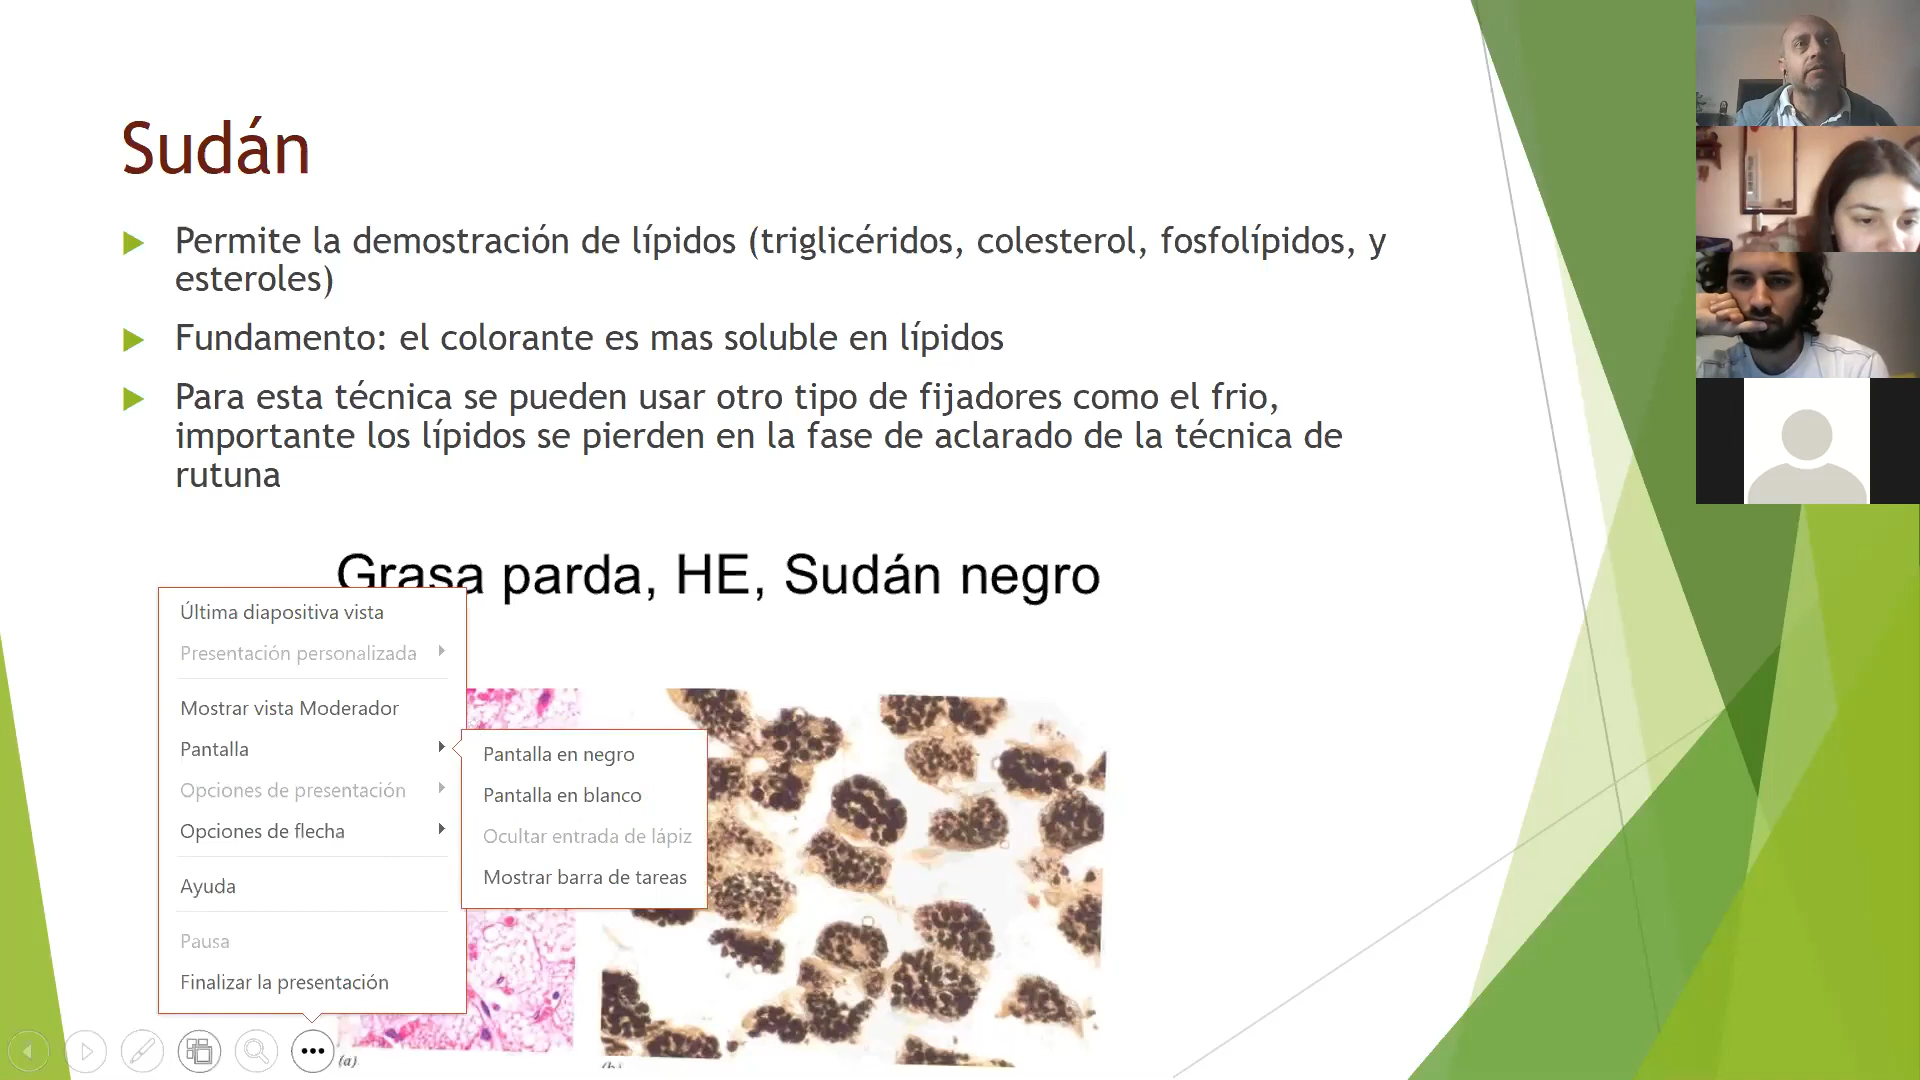 Sudán
Permite la demostración de lípidos (triglicéridos, colesterol, fosfolípidos, y
esteroles)
Fundamento: el colorante es mas soluble en lípidos
Para esta técnica se pueden usar otro tipo de fijadores como el frio,
importante los lípidos se pierden en la fase de aclarado de la técnica de
rutuna
Grasa parda, HE, Sudán negro
Última diapositiva vista
Presentación personalizada
Mostrar vista Moderador
Pantalla
Opciones de presentación
Opciones de flecha
Ayuda
Pausa
Finalizar la presentación
Pantalla en negro
Pantalla en blanco
Ocultar entrada de lápiz
Mostrar barra de tareas
(a)